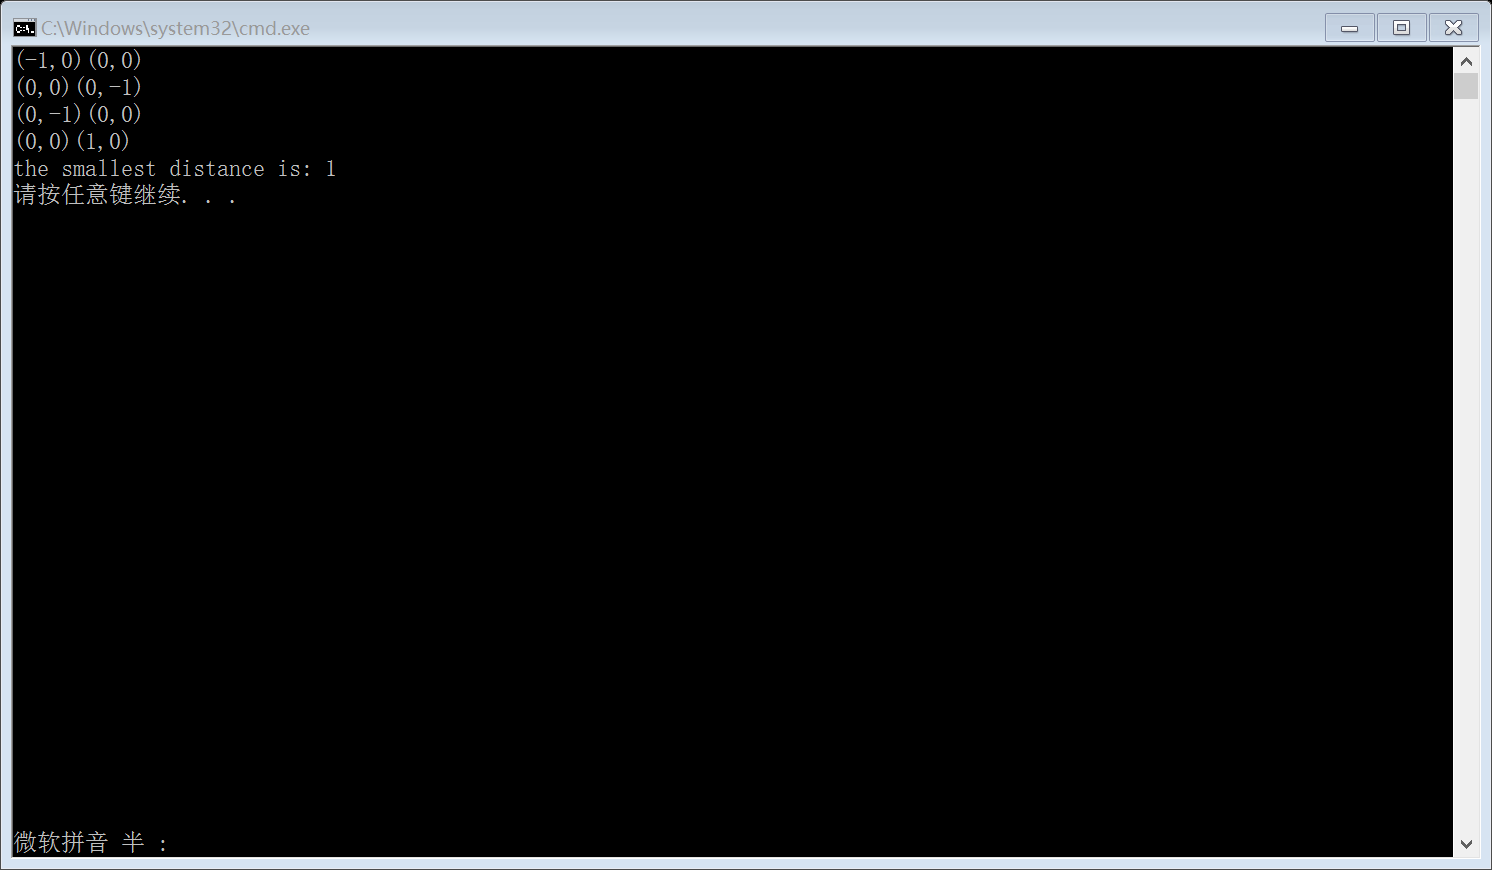 C:\Windows\system32\cmd.exe
(-1,0)(0,0)
(0,0)(0,-1)
(0,-1)(0,0)
(0,0)(1,0)
the smallest distance is: 1
请按任意键继续. . .
微软拼音 半 :